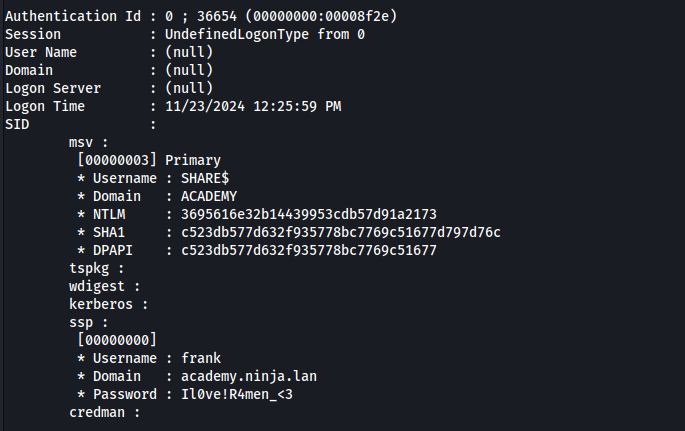 Authentication Id : 0 ; 36654 (00000000:00008f2e)
Session           : UndefinedLogonType from 0
User Name         : (null)
Domain            : (null)
Logon Server      : (null)
Logon Time        : 11/23/2024 12:25:59 PM
SID               :
        msv :
         [00000003] Primary
         * Username : SHARE$
         * Domain   : ACADEMY
         * NTLM     : 3695616e32b14439953cdb57d91a2173
         * SHA1     : c523db577d632f935778bc7769c51677d797d76c
         * DPAPI    : c523db577d632f935778bc7769c51677
        tspkg :
        wdigest :
        kerberos :
        ssp :
         [00000000]
         * Username : frank
         * Domain   : academy.ninja.lan
         * Password : Il0ve!R4men_<3
        credman :